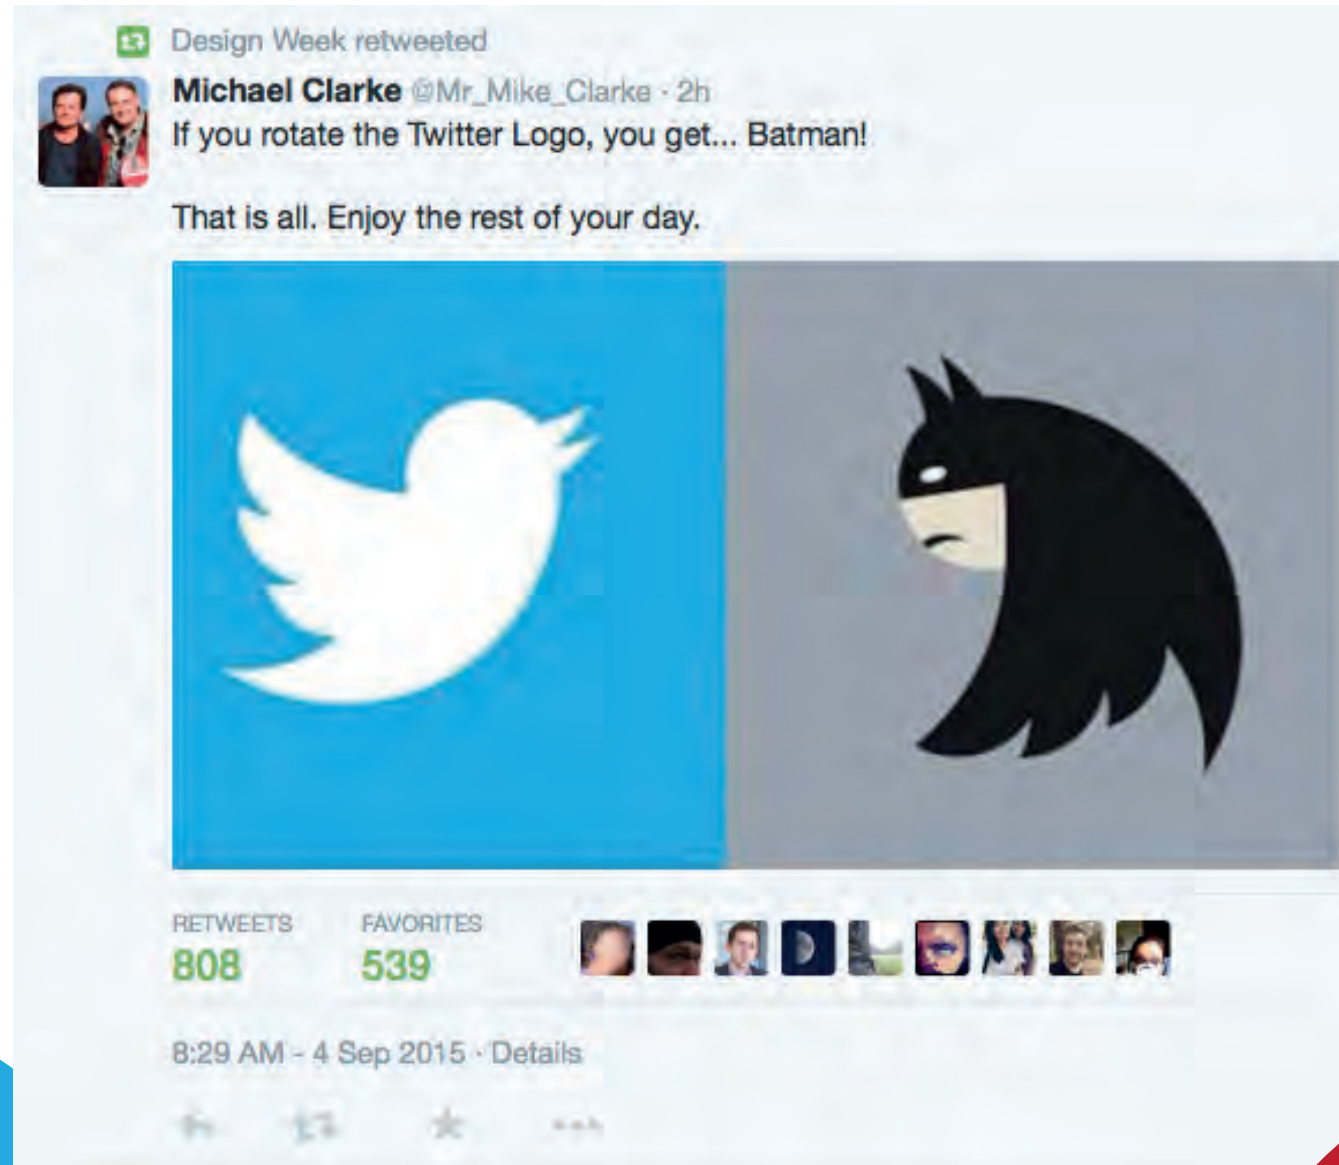 Design Week retweeted
Michael Clarke @Mr_Mike_Clarke · 2h
If you rotate the Twitter Logo, you get... Batman!
That is all. Enjoy the rest of your day.
RETWEETS FAVORITES
808 539
8:29 AM - 4 Sep 2015 · Details